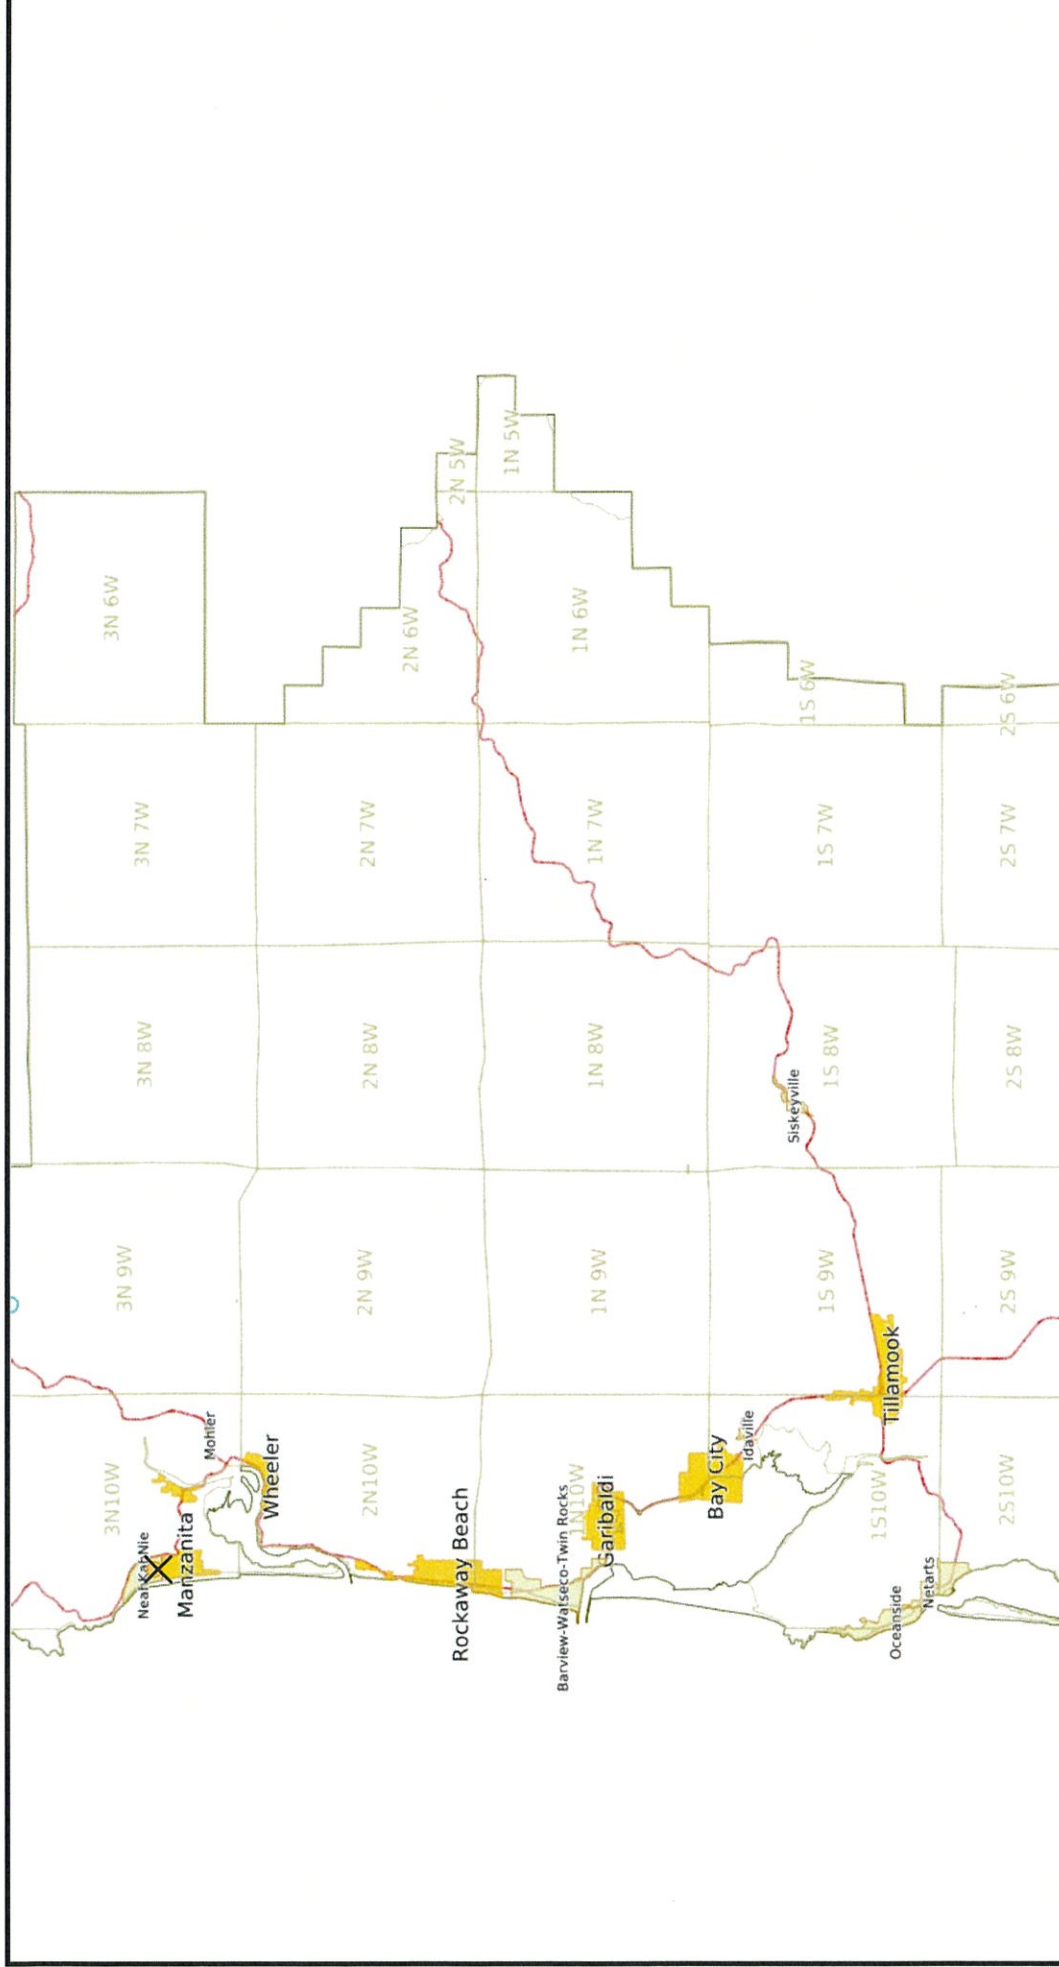 3N 6W
2N 5W
1N 5W
2N 6W
1N 6W
1S 6W
2S 6W
3N 7W
2N 7W
1N 7W
1S 7W
2S 7W
3N 8W
2N 8W
1N 8W
1S 8W
2S 8W
Siskeyville
3N 9W
2N 9W
1N 9W
1S 9W
2S 9W
Tillamook
Mohler
Wheeler
Idaville
Bay City
3N10W
2N10W
1N10W
1S10W
2S10W
Garibaldi
NeahKahNie
Manzanita
Rockaway Beach
Barview-Watseco-Twin Rocks
Netarts
Oceanside